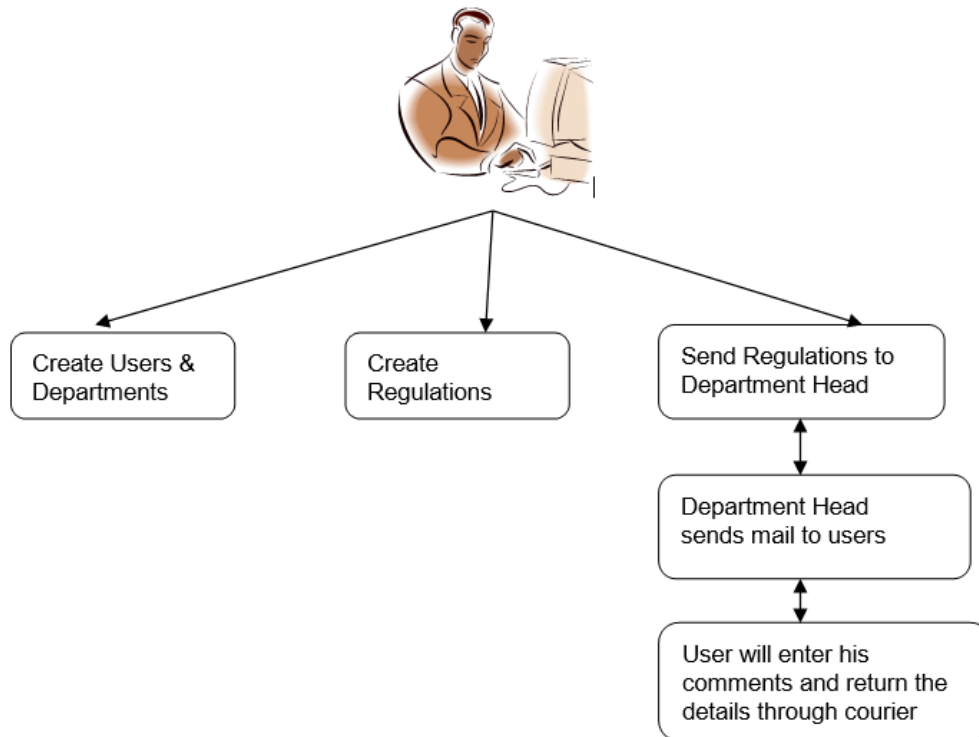 Create Users &
Departments
Create
Regulations
Send Regulations to
Department Head
Department Head
sends mail to users
User will enter his
comments and return the
details through courier